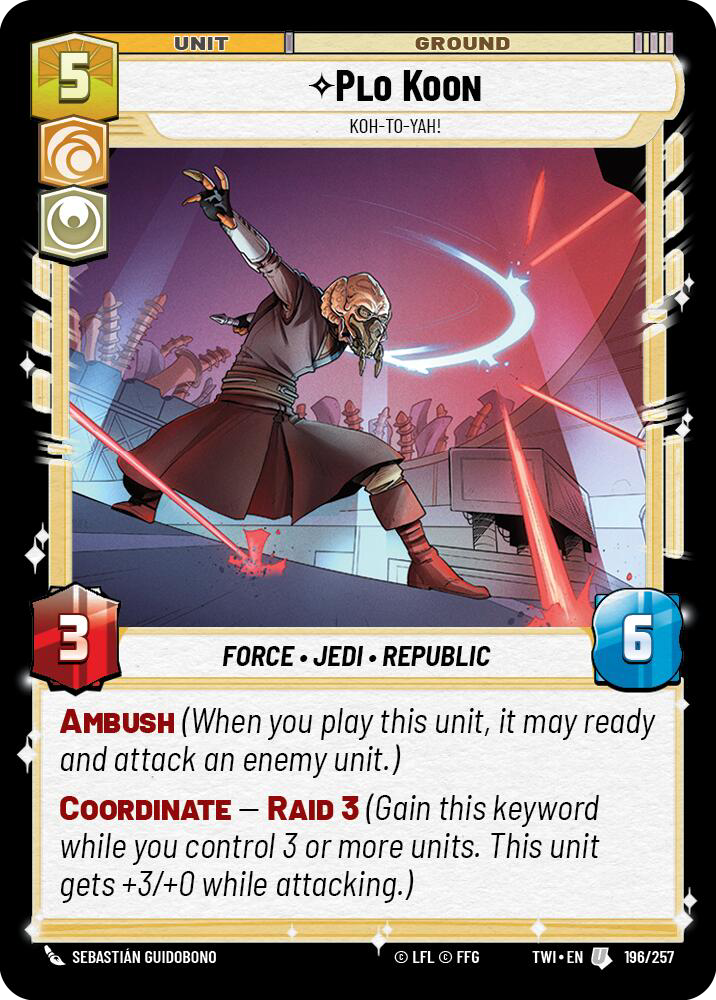 UNIT
GROUND
5
✧PLO KOON
KOH-TO-YAH!
3
FORCE • JEDI • REPUBLIC
6
AMBUSH (When you play this unit, it may ready
and attack an enemy unit.)
COORDINATE – RAID 3 (Gain this keyword
while you control 3 or more units. This unit
gets +3/+0 while attacking.)
SEBASTIÁN GUIDOBONO
© LFL © FFG
TWI • EN
U
196/257